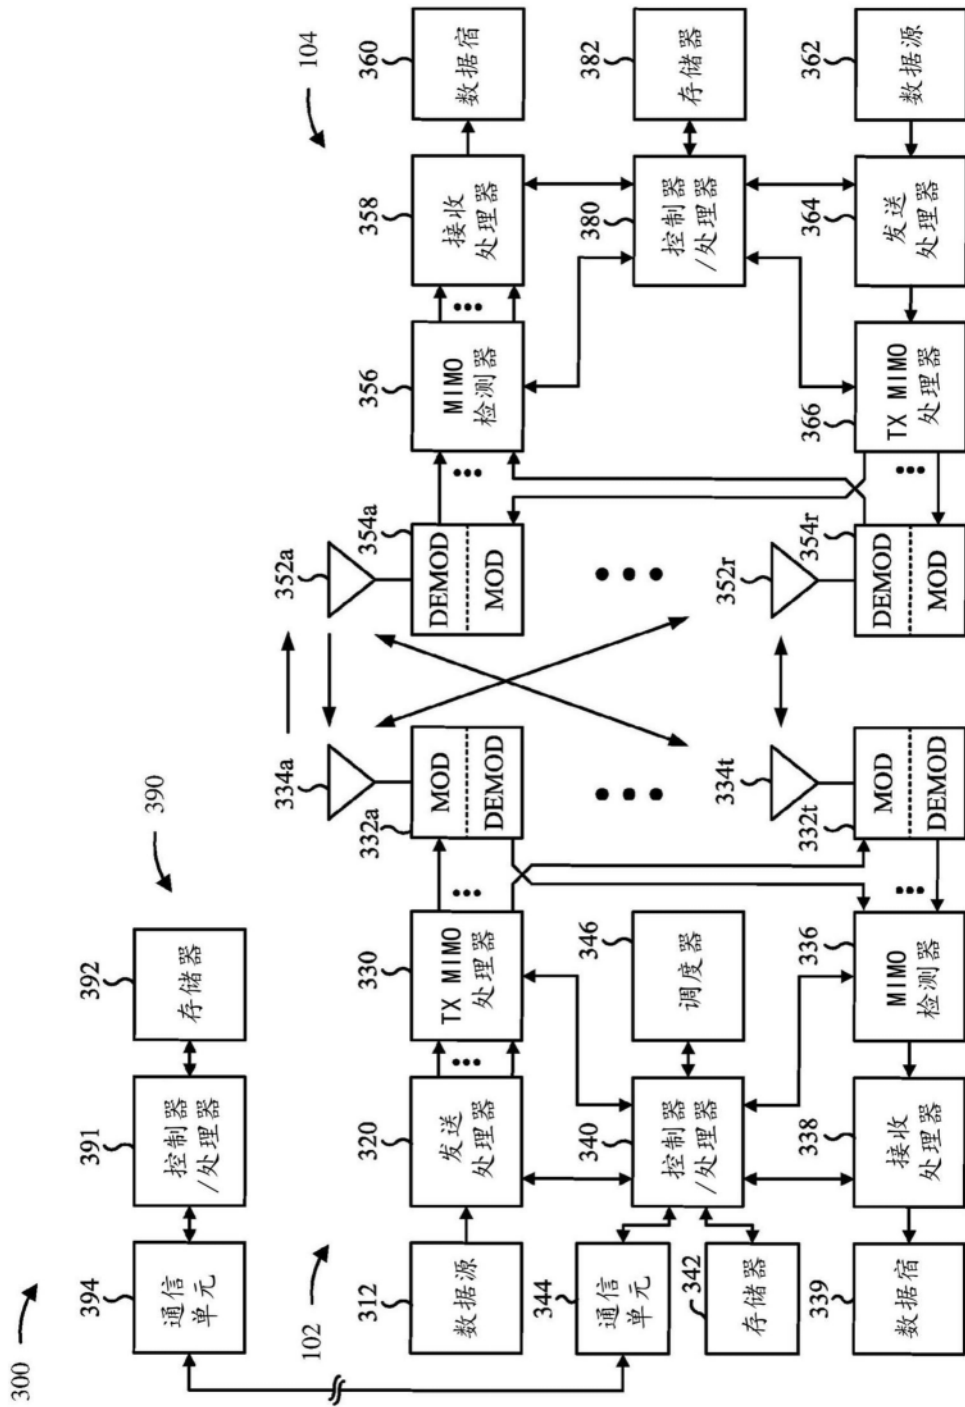 300
394
通信
单元
391
控制器
/处理器
392
存储器
390
102
312
数据源
320
发送
处理器
330
TX MIMO
处理器
332a
MOD
DEMOD
334a
344
通信
单元
342
存储器
340
控制器
/处理器
346
调度器
339
数据宿
338
接收
处理器
336
MIMO
检测器
332t
MOD
DEMOD
334t
104
352a
354a
DEMOD
MOD
356
MIMO
检测器
358
接收
处理器
360
数据宿
380
控制器
/处理器
382
存储器
352r
354r
DEMOD
MOD
366
TX MIMO
处理器
364
发送
处理器
362
数据源